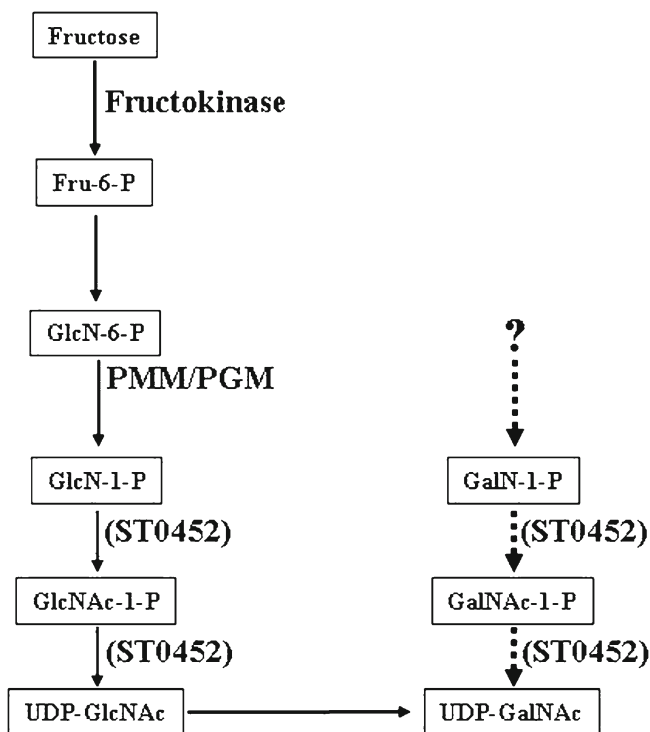 Fructose
Fructokinase
Fru-6-P
GlcN-6-P
?
PMM/PGM
GlcN-1-P
GalN-1-P
(ST0452)
(ST0452)
GlcNAc-1-P
GalNAc-1-P
(ST0452)
(ST0452)
UDP-GlcNAc
UDP-GalNAc